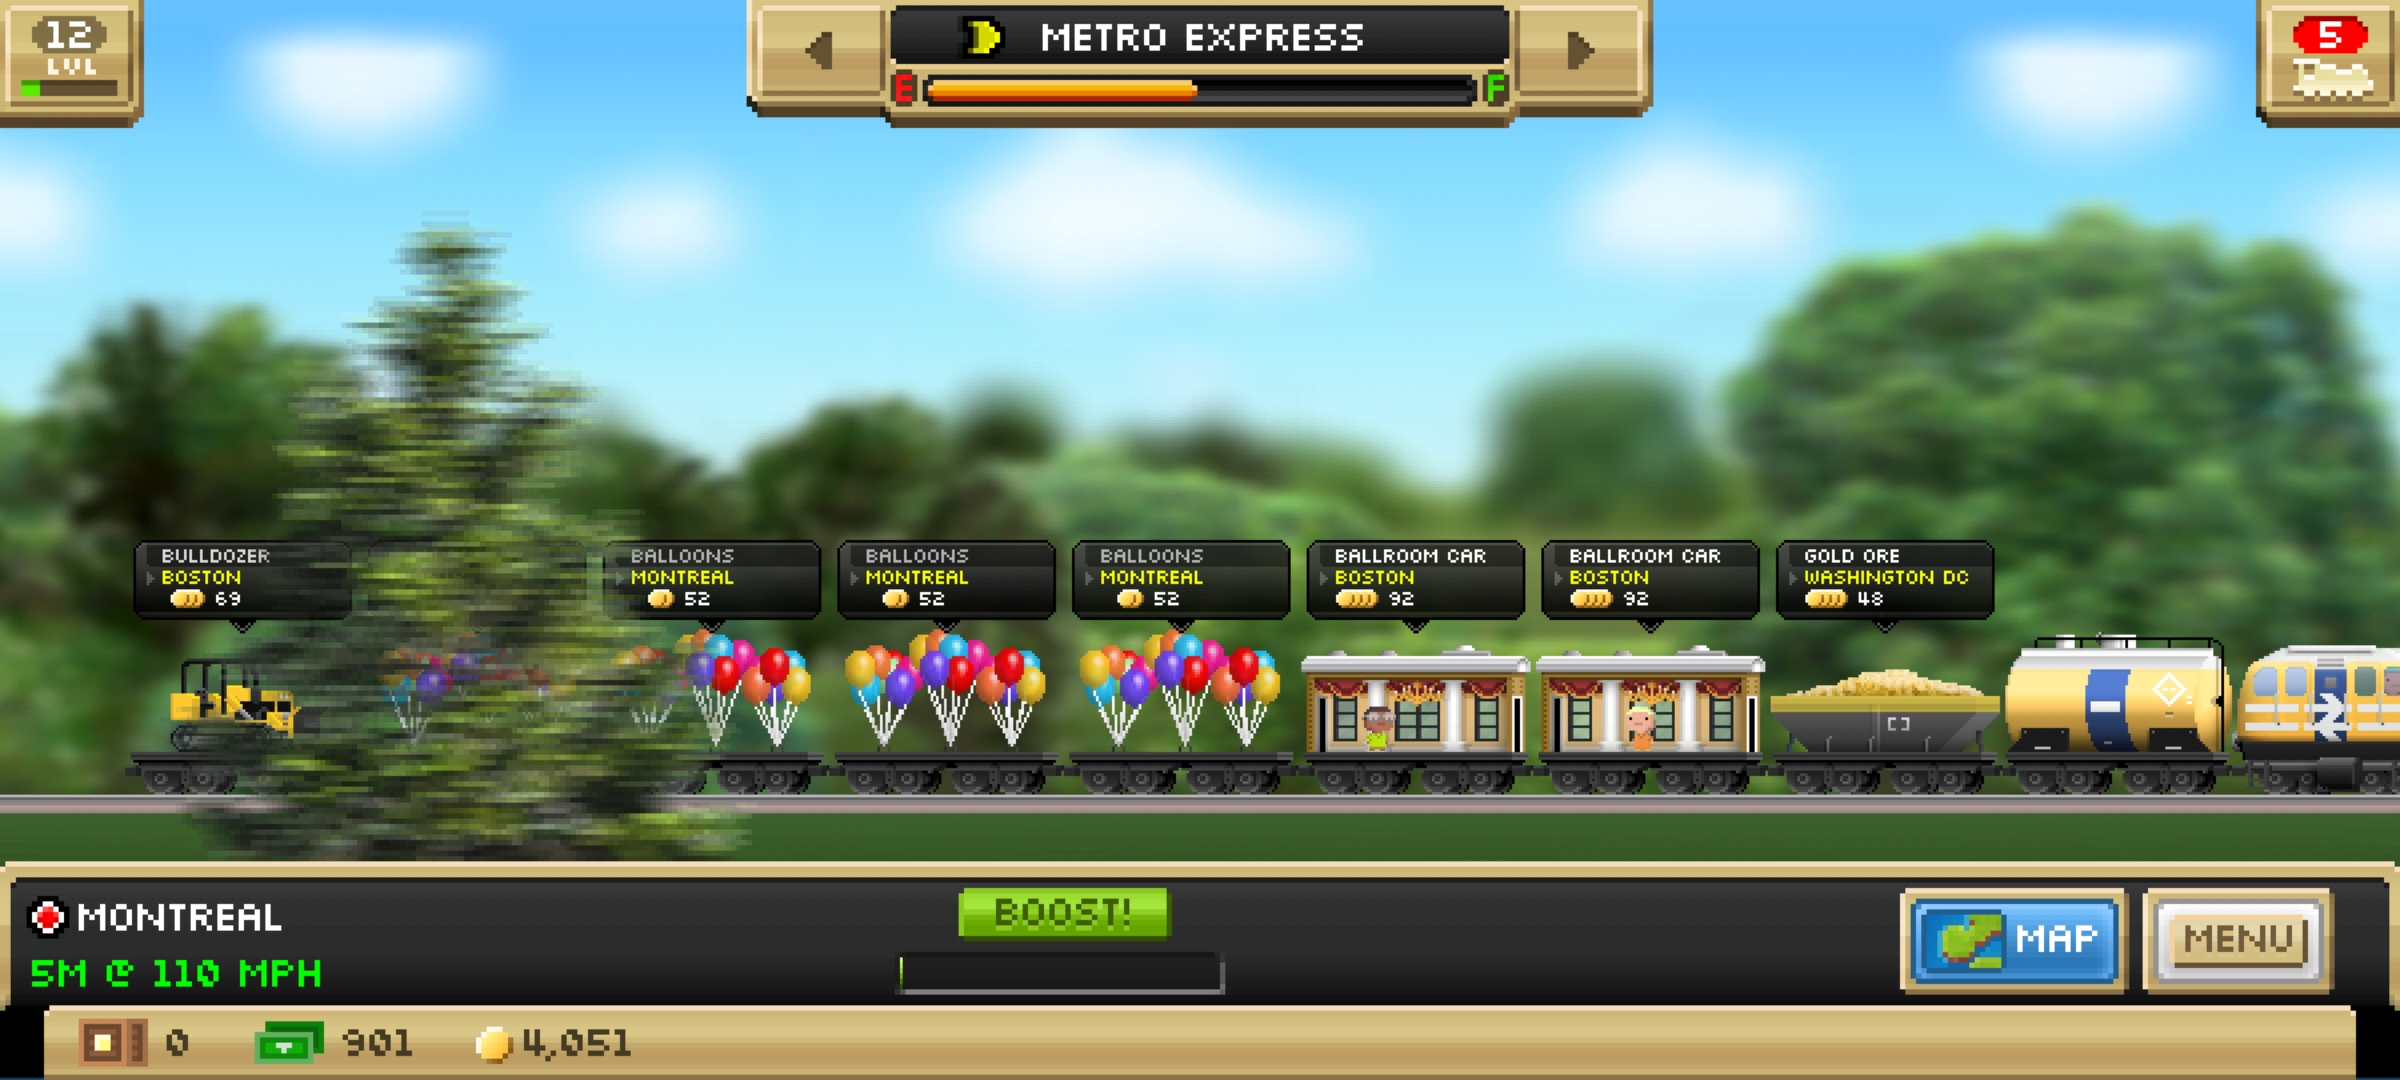 12
LVL
METRO EXPRESS
E
F
5
BULLDOZER
BOSTON
69
BALLOONS
MONTREAL
52
BALLOONS
MONTREAL
52
BALLOONS
MONTREAL
52
BALLROOM CAR
BOSTON
92
BALLROOM CAR
BOSTON
92
GOLD ORE
WASHINGTON DC
48
MONTREAL
5M @ 110 MPH
BOOST!
MAP
MENU
0
901
4,051